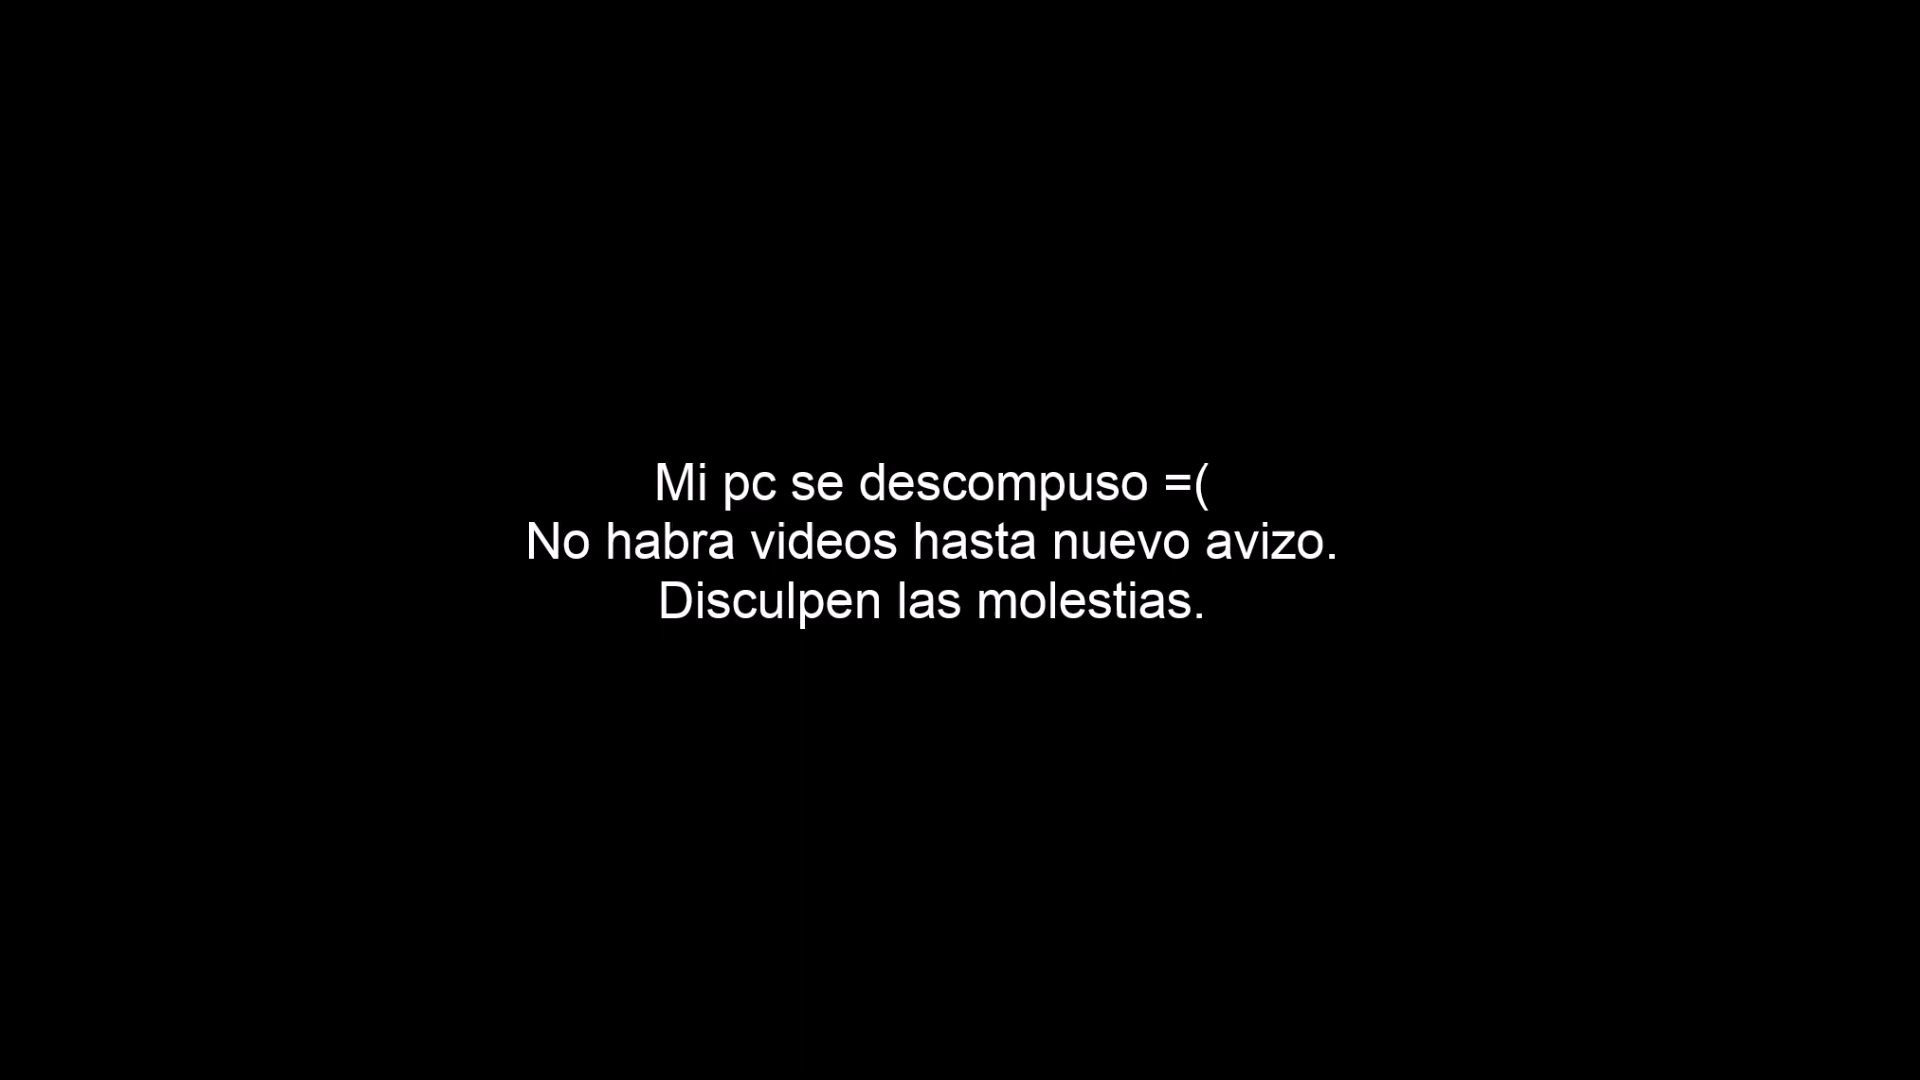 Mi pc se descompuso =(
No habra videos hasta nuevo avizo.
Disculpen las molestias.